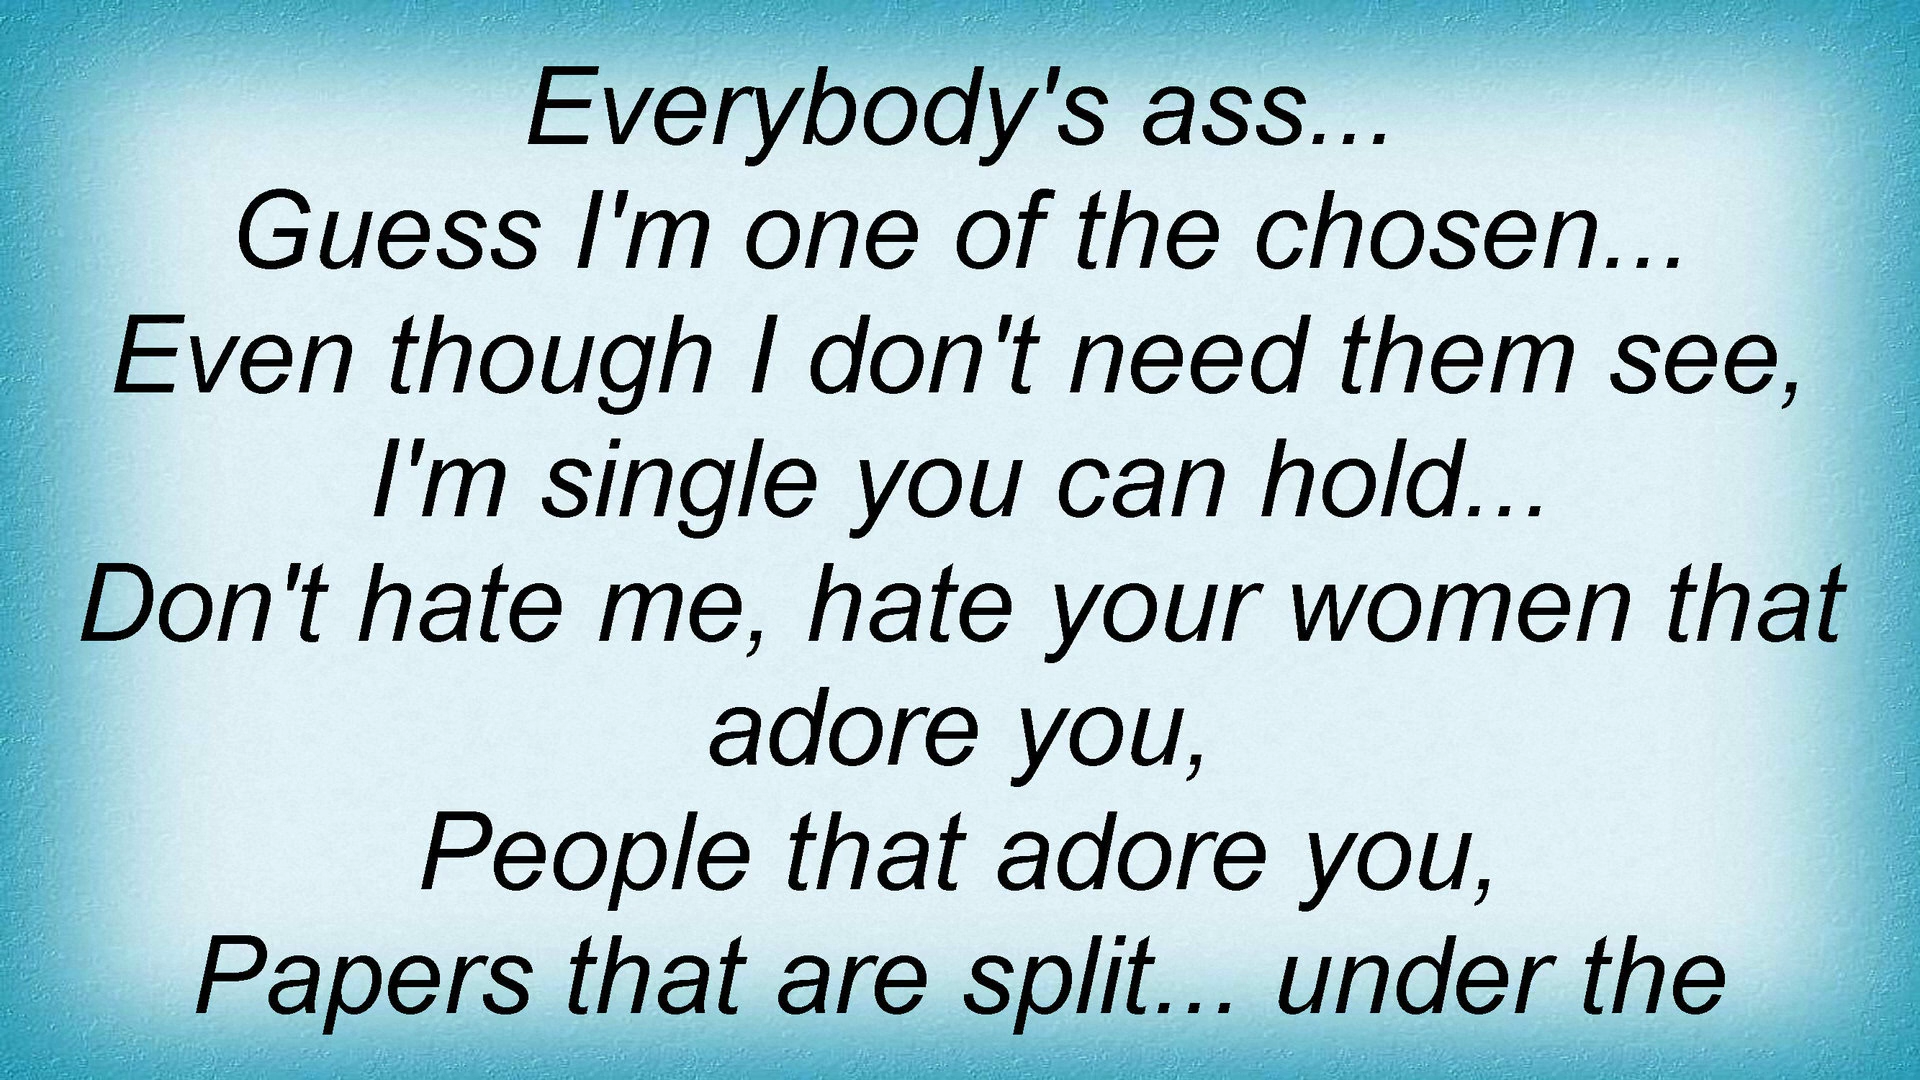 Everybody's ass...
Guess I'm one of the chosen...
Even though I don't need them see,
I'm single you can hold...
Don't hate me, hate your women that
adore you,
People that adore you,
Papers that are split... under the